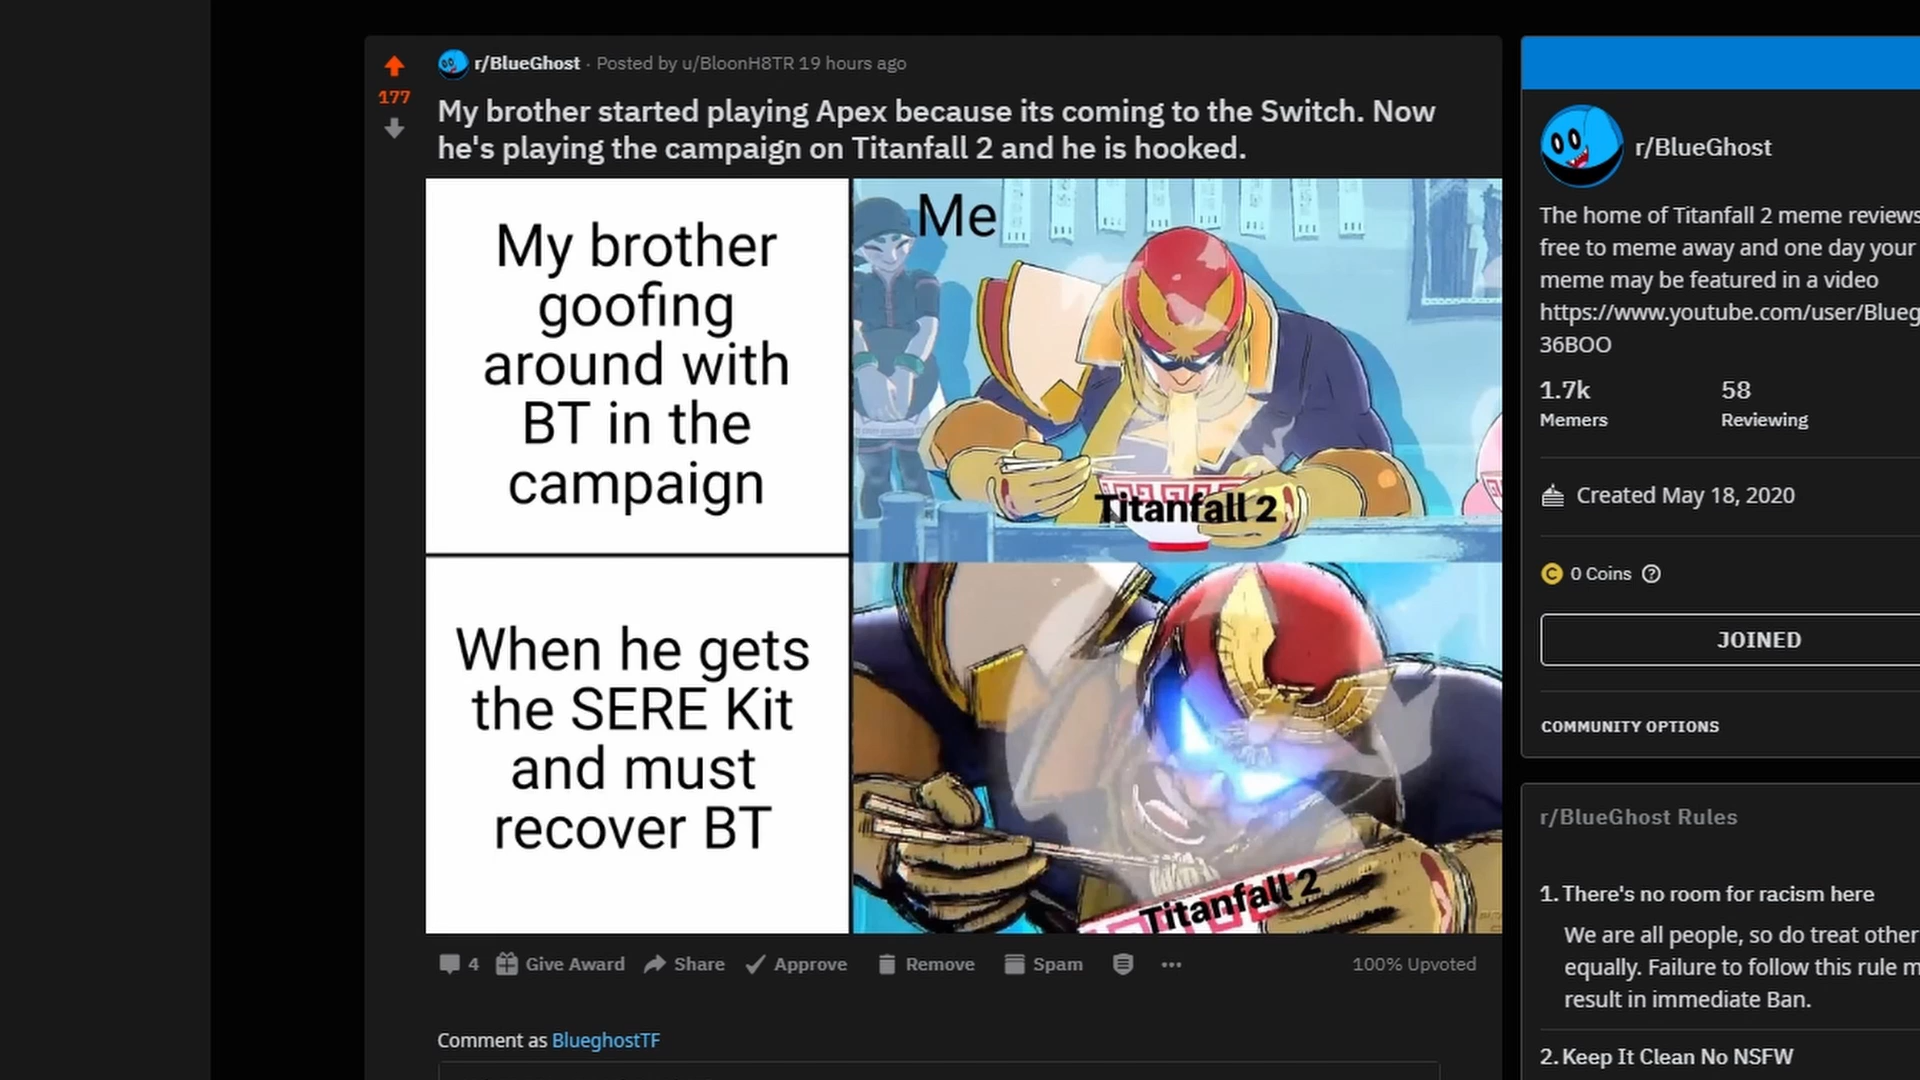 r/BlueGhost · Posted by u/BloonH8TR 19 hours ago
177
My brother started playing Apex because its coming to the Switch. Now
he's playing the campaign on Titanfall 2 and he is hooked.
My brother
goofing
around with
BT in the
campaign
Me
Titanfall 2
When he gets
the SERE Kit
and must
recover BT
Titanfall 2
4 Give Award Share Approve Remove Spam ••• 100% Upvoted
Comment as BlueghostTF
r/BlueGhost
The home of Titanfall 2 meme reviews
free to meme away and one day your
meme may be featured in a video
https://www.youtube.com/user/Blueg
36BOO
1.7k 58
Memers Reviewing
Created May 18, 2020
C 0 Coins ?
JOINED
COMMUNITY OPTIONS
r/BlueGhost Rules
1. There's no room for racism here
We are all people, so do treat other
equally. Failure to follow this rule m
result in immediate Ban.
2. Keep It Clean No NSFW